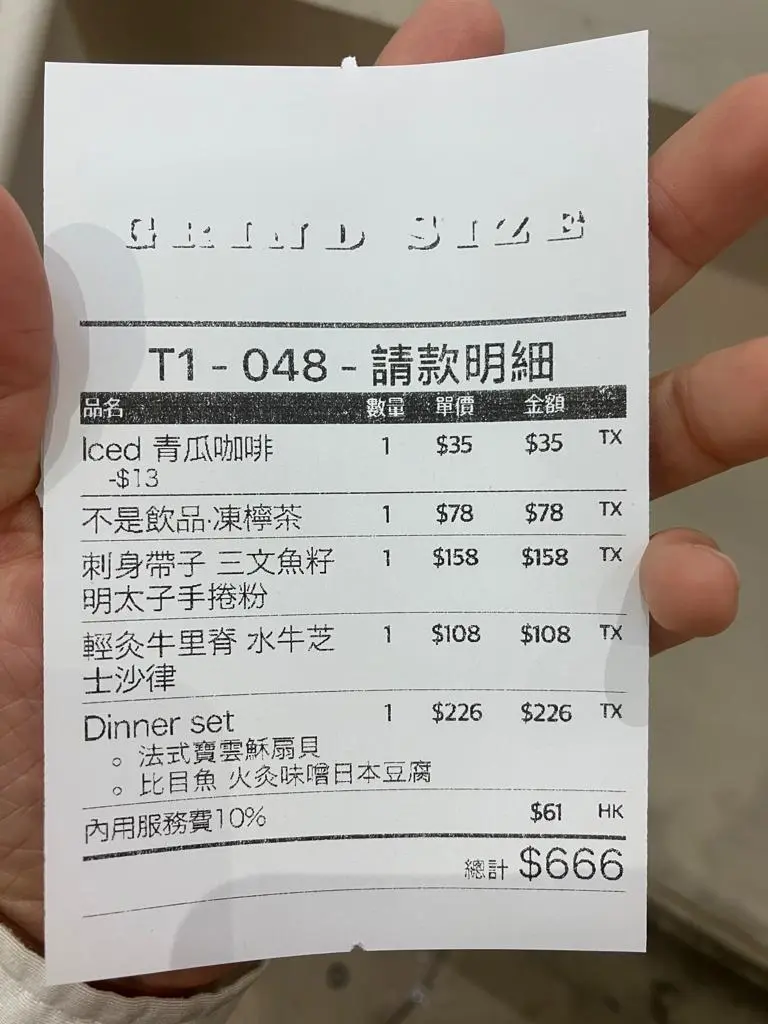 GRIND SIZE
T1 - 048 - 請款明細
品名 數量 單價 金額
Iced 青瓜咖啡 1 $35 $35 TX
-$13
不是飲品·凍檸茶 1 $78 $78 TX
刺身帶子 三文魚籽 1 $158 $158 TX
明太子手捲粉
輕灸牛里脊 水牛芝 1 $108 $108 TX
士沙律
Dinner set 1 $226 $226 TX
法式寶雲酥扇貝
比目魚 火灸味噌日本豆腐
內用服務費10% $61 HK
總計 $666